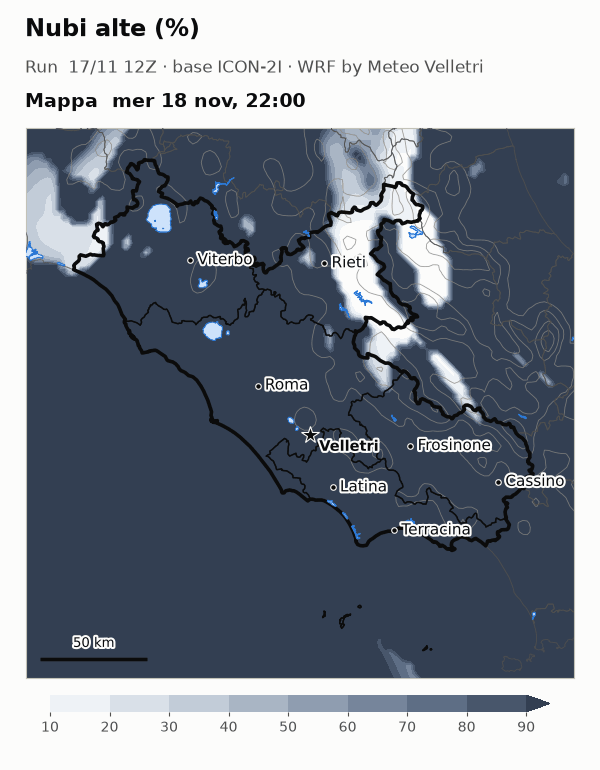 Nubi alte (%)
Run 17/11 12Z · base ICON-2I · WRF by Meteo Velletri
Mappa mer 18 nov, 22:00
Viterbo
Rieti
Roma
Velletri
Frosinone
Latina
Cassino
Terracina
50 km
10 20 30 40 50 60 70 80 90